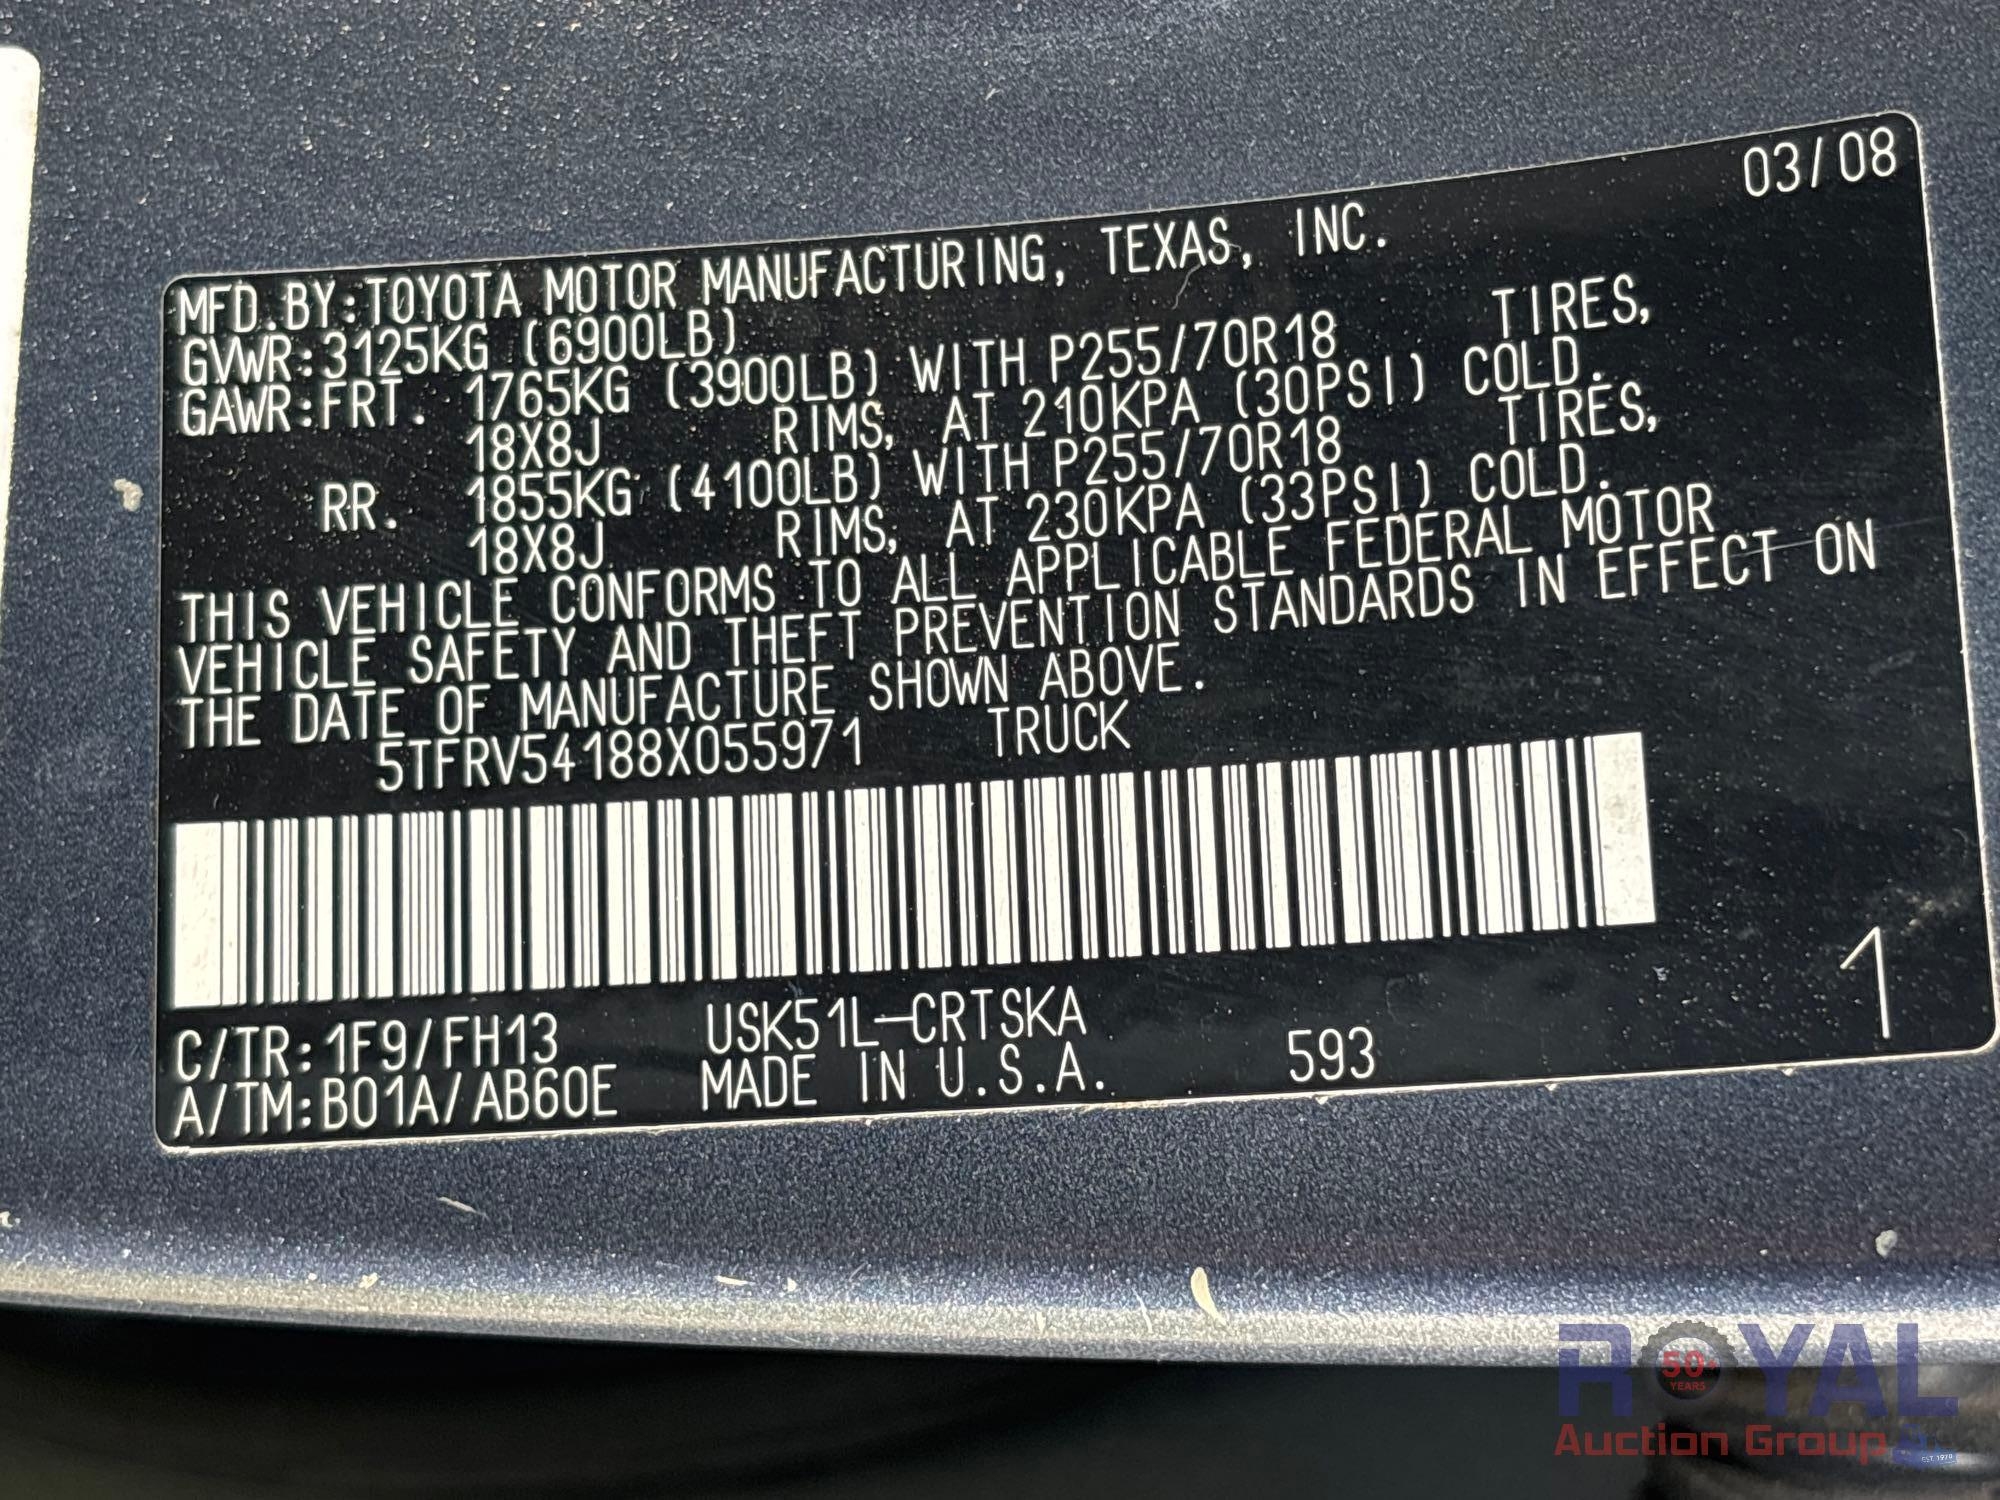 03/08
MFD.BY:TOYOTA MOTOR MANUFACTURING, TEXAS, INC.
GVWR:3125KG (6900LB)
GAWR:FRT. 1765KG (3900LB) WITH P255/70R18 TIRES,
18X8J RIMS, AT 210KPA (30PSI) COLD.
RR. 1855KG (4100LB) WITH P255/70R18 TIRES,
18X8J RIMS, AT 230KPA (33PSI) COLD.
THIS VEHICLE CONFORMS TO ALL APPLICABLE FEDERAL MOTOR
VEHICLE SAFETY AND THEFT PREVENTION STANDARDS IN EFFECT ON
THE DATE OF MANUFACTURE SHOWN ABOVE.
5TFRV54188X055971 TRUCK
C/TR:1F9/FH13 USK51L-CRTSKA
A/TM:B01A/AB60E MADE IN U.S.A. 593
1
ROYAL
50+
YEARS
Auction Group
EST. 1970